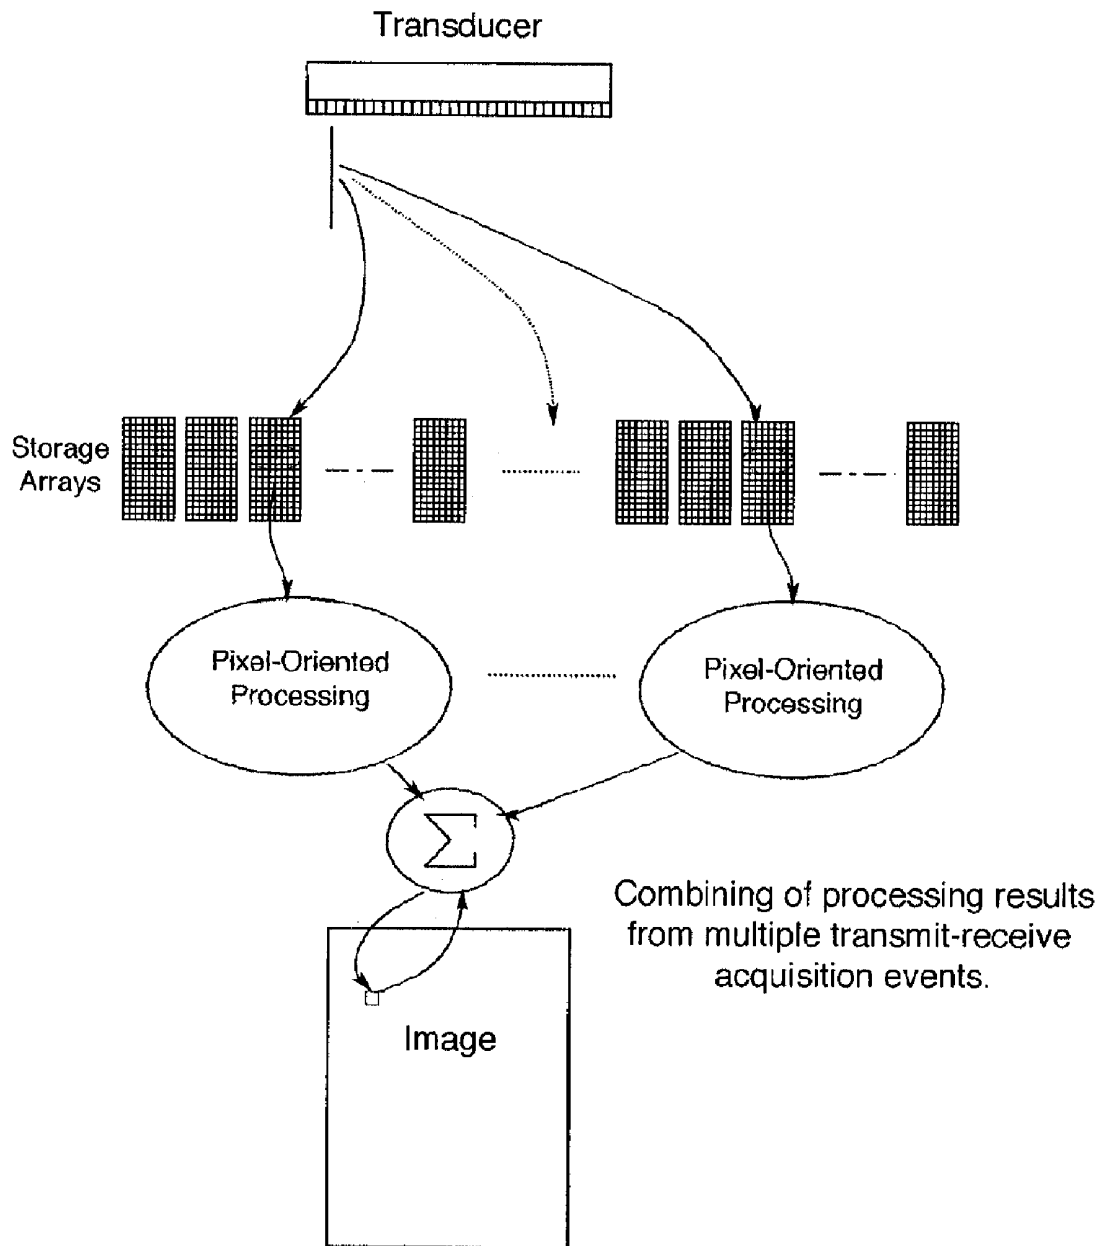 Transducer
Storage
Arrays
Pixel-Oriented
Processing
Pixel-Oriented
Processing
Σ
Combining of processing results
from multiple transmit-receive
acquisition events.
Image